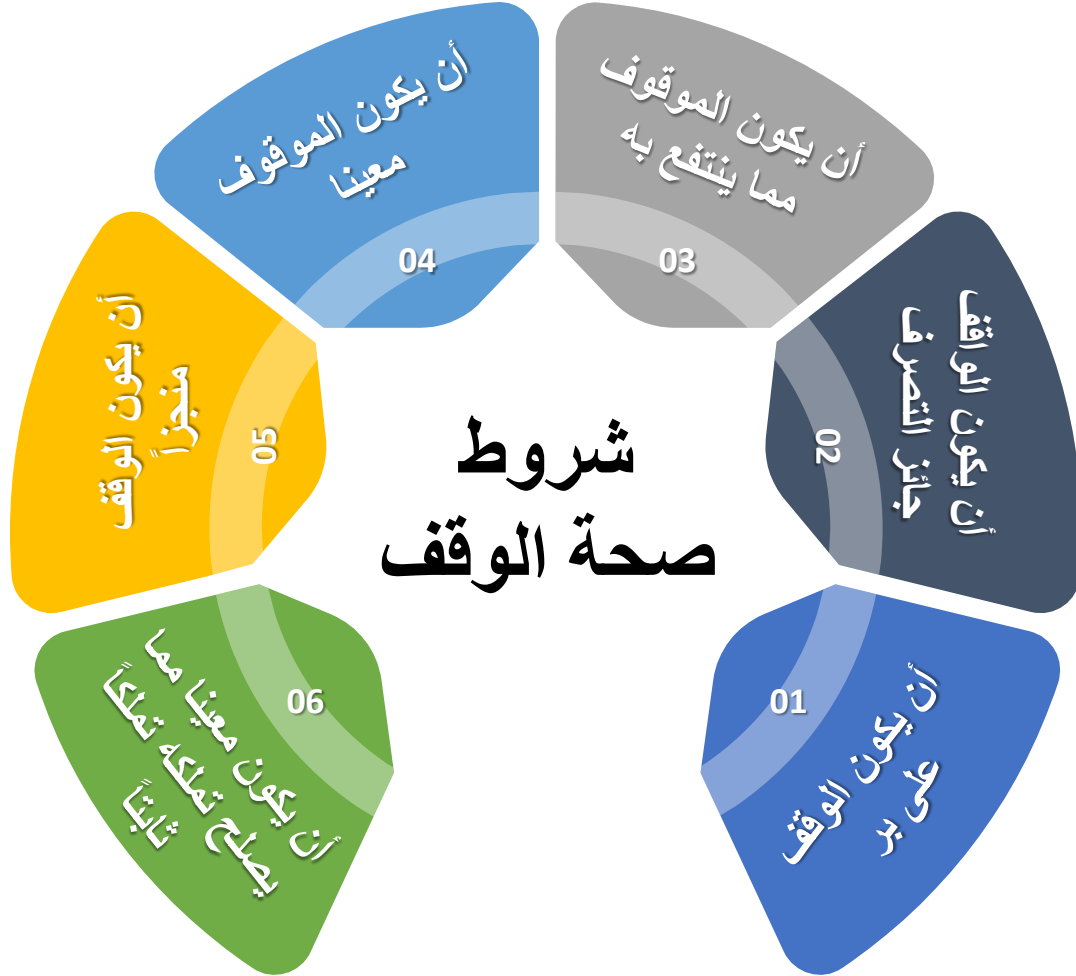 شروط
صحة الوقف
01
أن يكون الوقف
على بر
02
أن يكون الواقف
جائز التصرف
03
أن يكون الموقوف
مما ينتفع به
04
أن يكون الموقوف
معينا
05
أن يكون الوقف
منجزاً
06
أن يكون معينا مما
يصلح تملكه تملكاً
ثابتاً